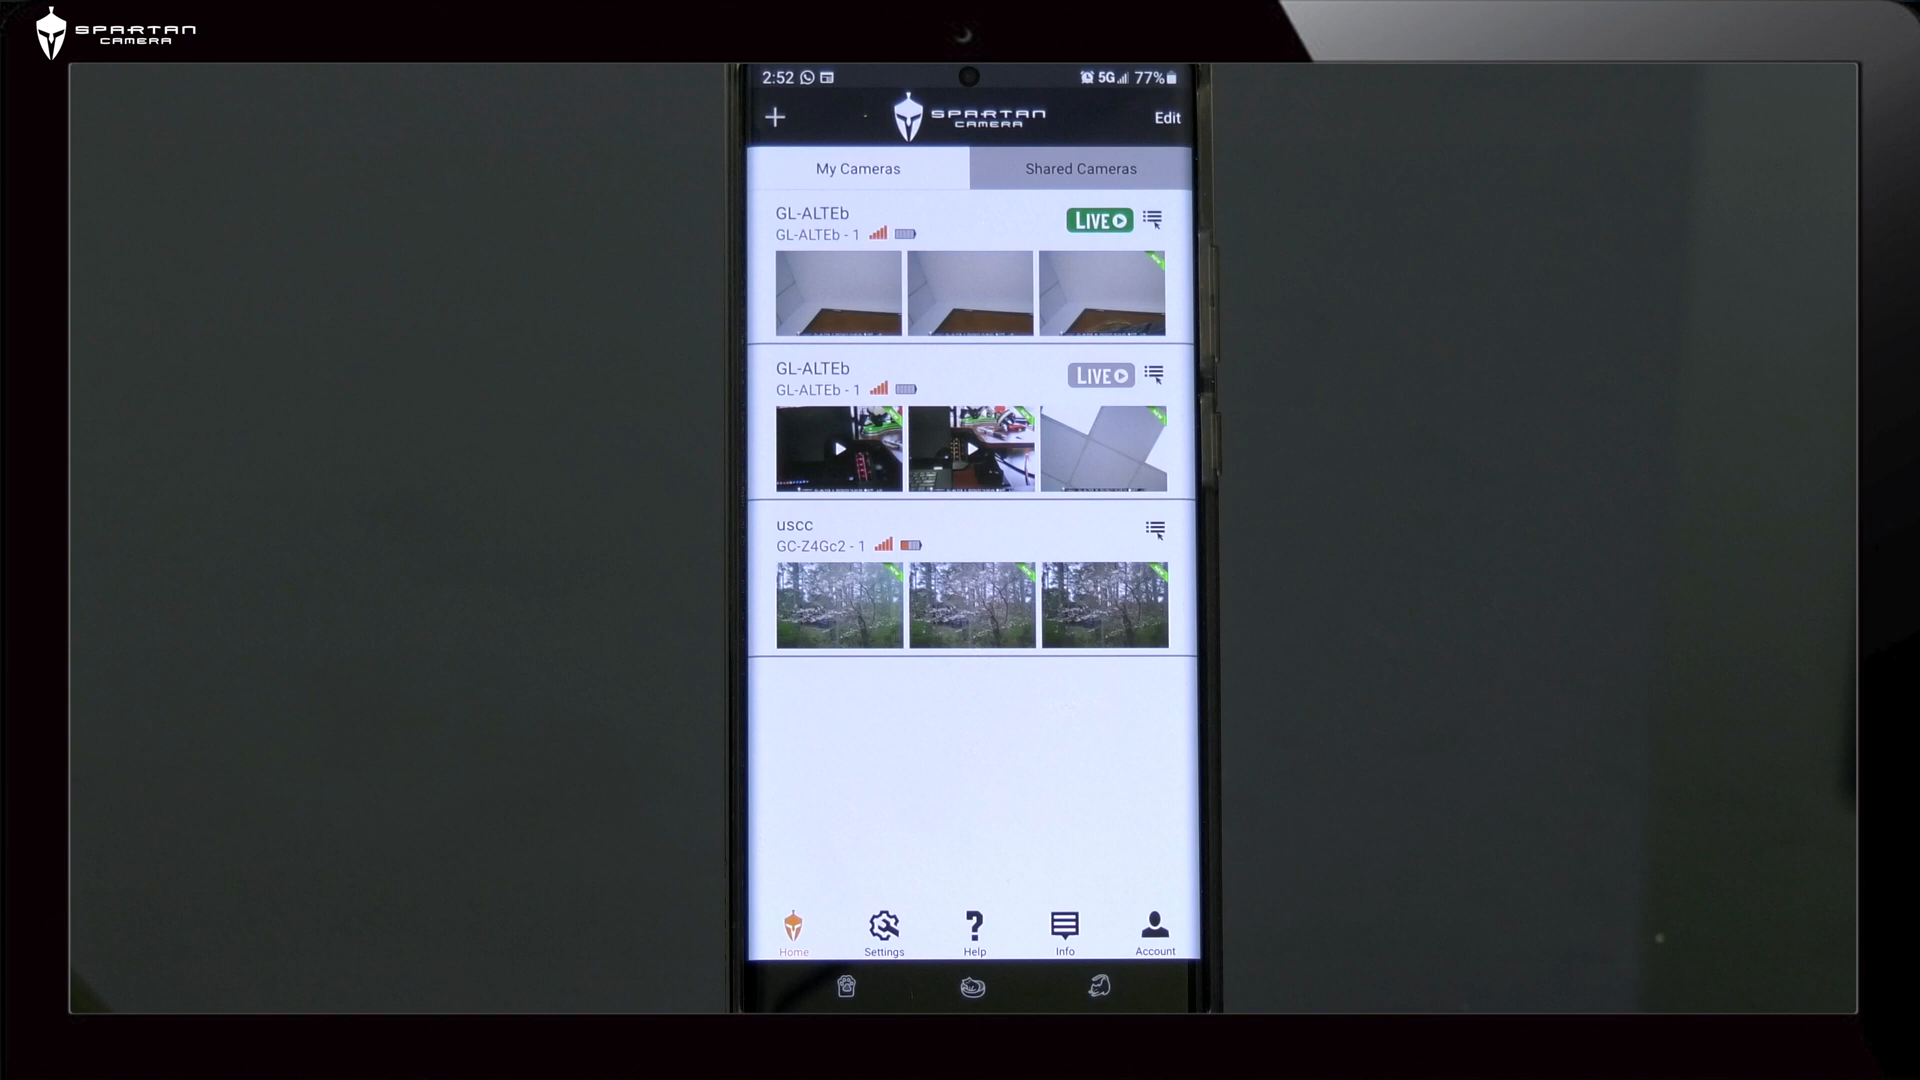 SPARTAN
CAMERA
2:52 5G 77%
SPARTAN
CAMERA
Edit
My Cameras
Shared Cameras
GL-ALTEb
GL-ALTEb - 1
LIVE
GL-ALTEb
GL-ALTEb - 1
LIVE
uscc
GC-Z4Gc2 - 1
Home
Settings
Help
Info
Account